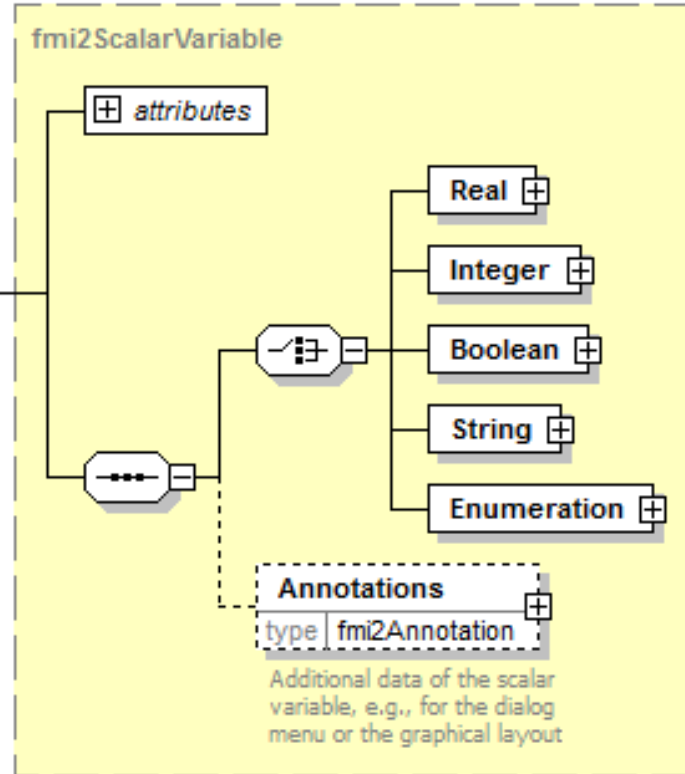 fmi2ScalarVariable
attributes
Real
Integer
Boolean
String
Enumeration
Annotations
type fmi2Annotation
Additional data of the scalar
variable, e.g., for the dialog
menu or the graphical layout